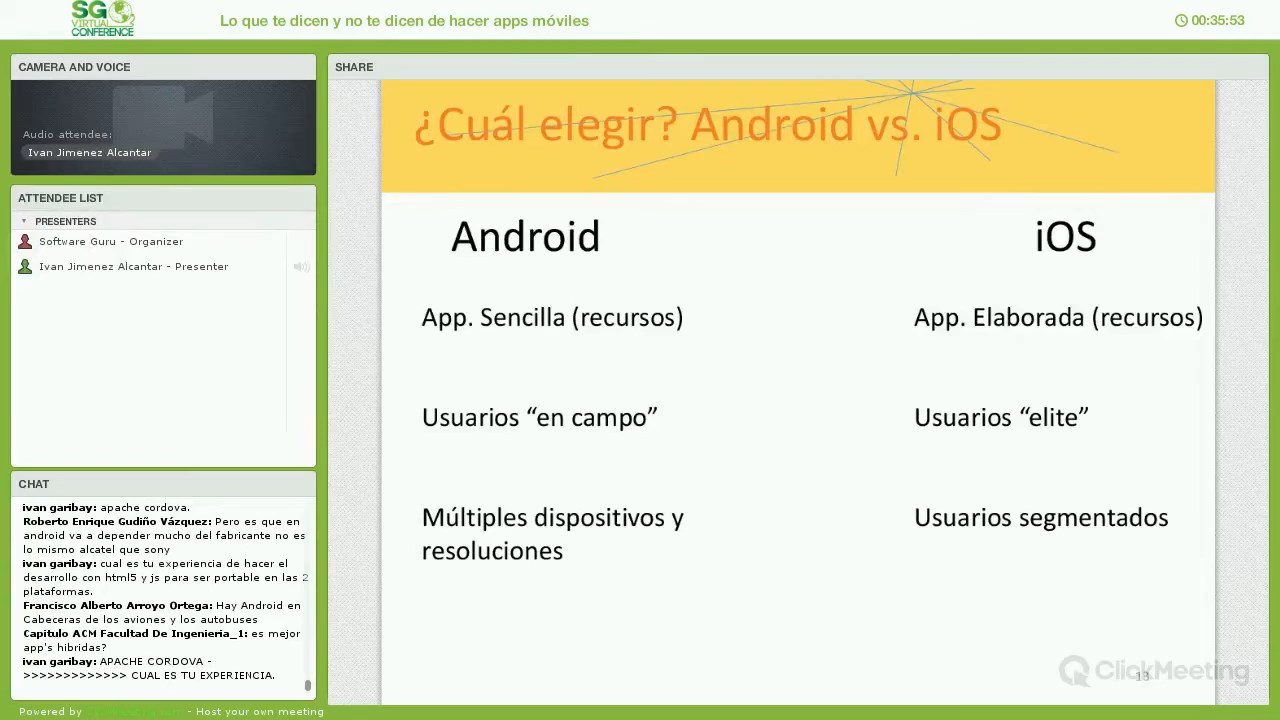 SG
VIRTUAL
CONFERENCE
Lo que te dicen y no te dicen de hacer apps móviles
00:35:53
CAMERA AND VOICE
Audio attendee:
Ivan Jimenez Alcantar
ATTENDEE LIST
PRESENTERS
Software Guru - Organizer
Ivan Jimenez Alcantar - Presenter
CHAT
ivan garibay: apache cordova.
Roberto Enrique Gudiño Vázquez: Pero es que en
android va a depender mucho del fabricante no es
lo mismo alcatel que sony
ivan garibay: cual es tu experiencia de hacer el
desarrollo con html5 y js para ser portable en las 2
plataformas.
Francisco Alberto Arroyo Ortega: Hay Android en
Cabeceras de los aviones y los autobuses
Capitulo ACM Facultad De Ingenieria_1: es mejor
app's hibridas?
ivan garibay: APACHE CORDOVA -
>>>>>>>>>>>>> CUAL ES TU EXPERIENCIA.
Powered by - Host your own meeting
SHARE
¿Cuál elegir? Android vs. iOS
Android
iOS
App. Sencilla (recursos)
App. Elaborada (recursos)
Usuarios “en campo”
Usuarios “elite”
Múltiples dispositivos y
resoluciones
Usuarios segmentados
13
ClickMeeting